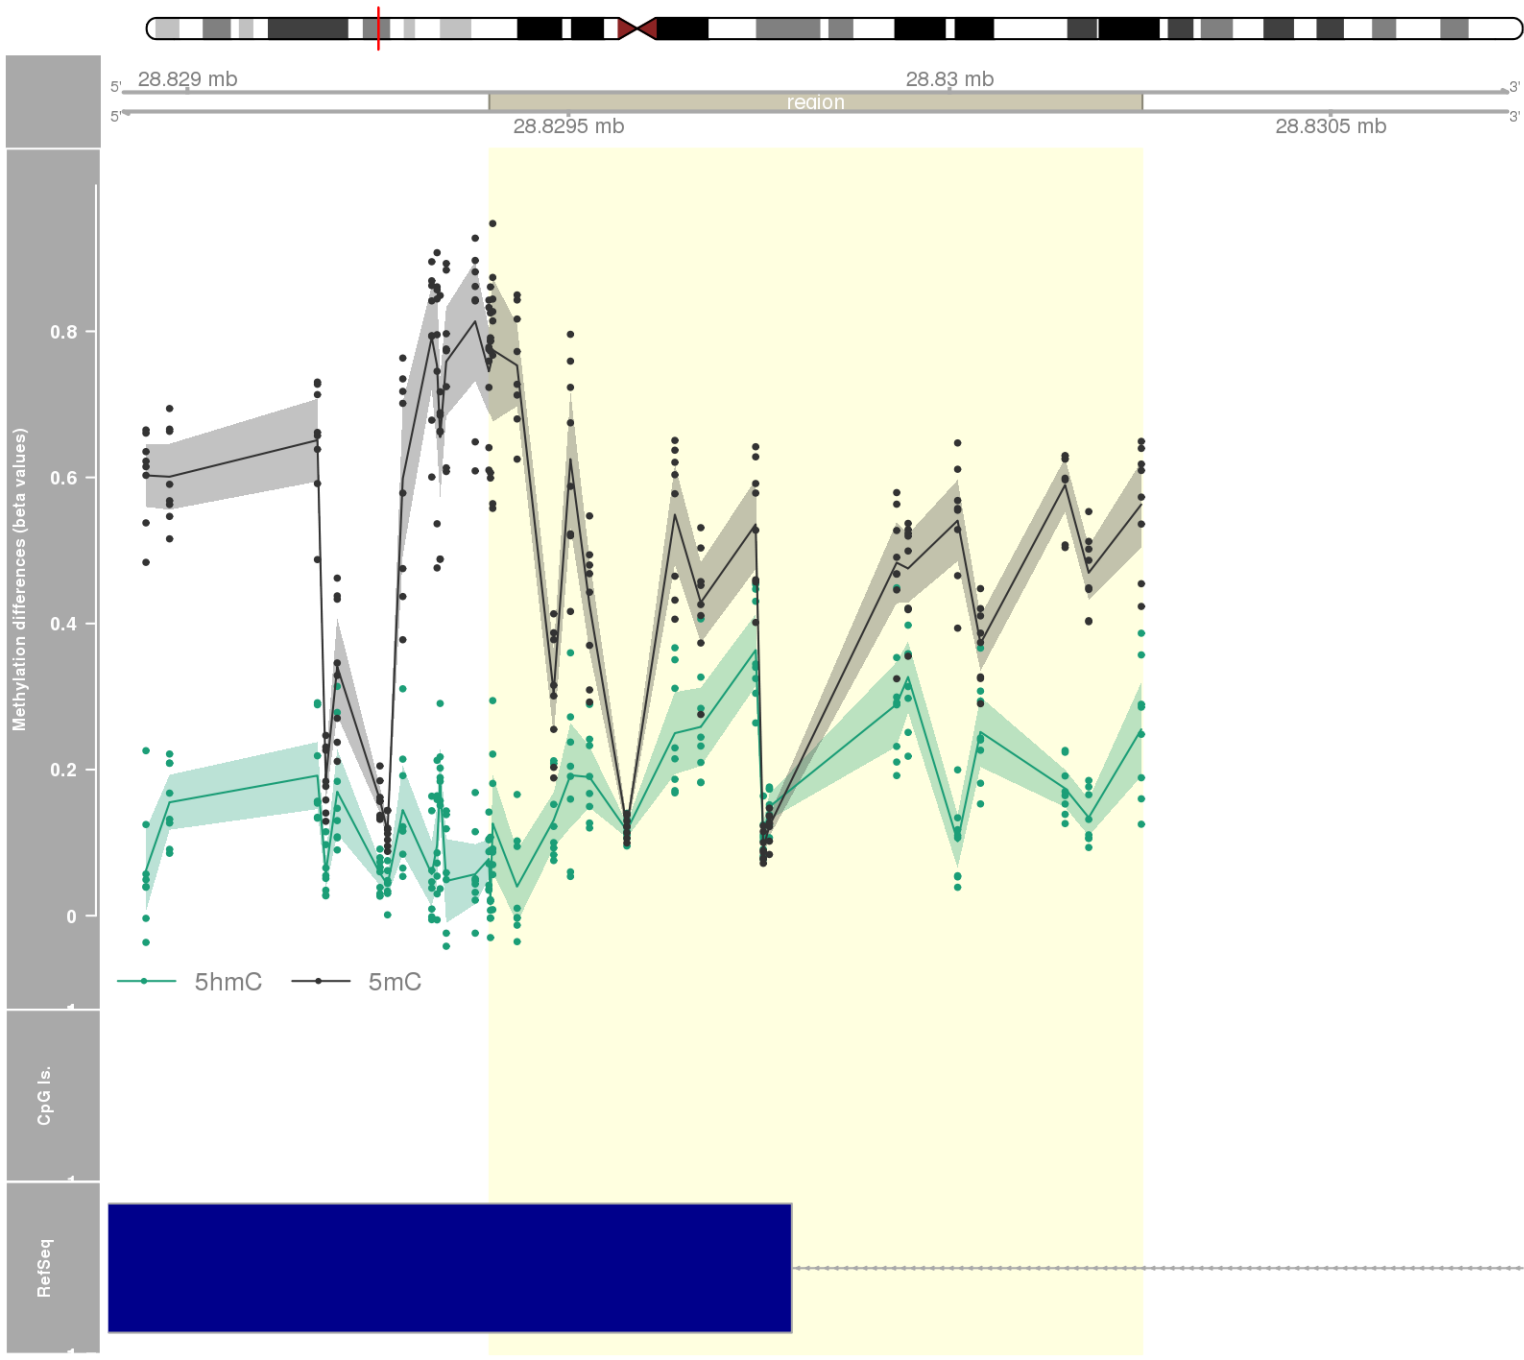 28.829 mb
28.83 mb
5'
3'
region
5'
3'
28.8295 mb
28.8305 mb
Methylation differences (beta values)
0.8
0.6
0.4
0.2
0
5hmC
5mC
CpG Is.
RefSeq